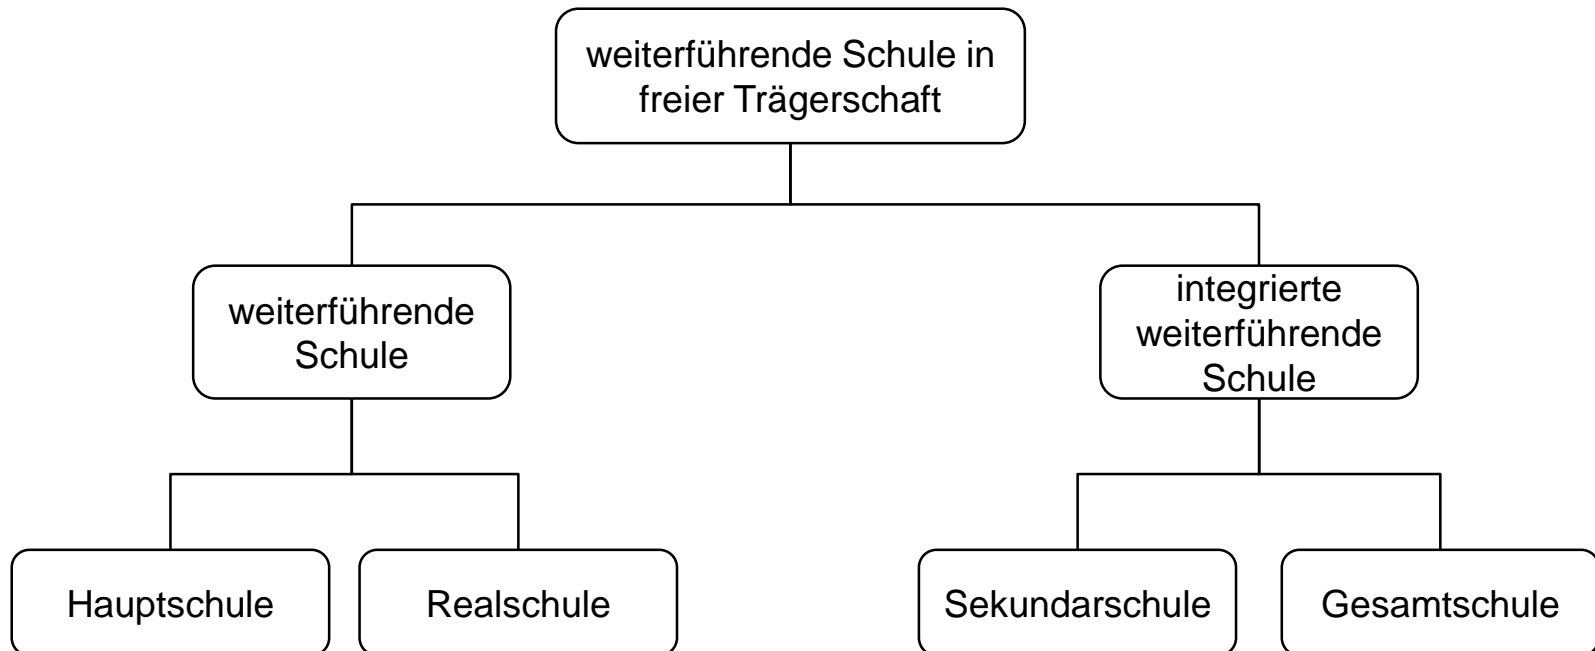 weiterführende Schule in
freier Trägerschaft
weiterführende
Schule
integrierte
weiterführende
Schule
Hauptschule
Realschule
Sekundarschule
Gesamtschule